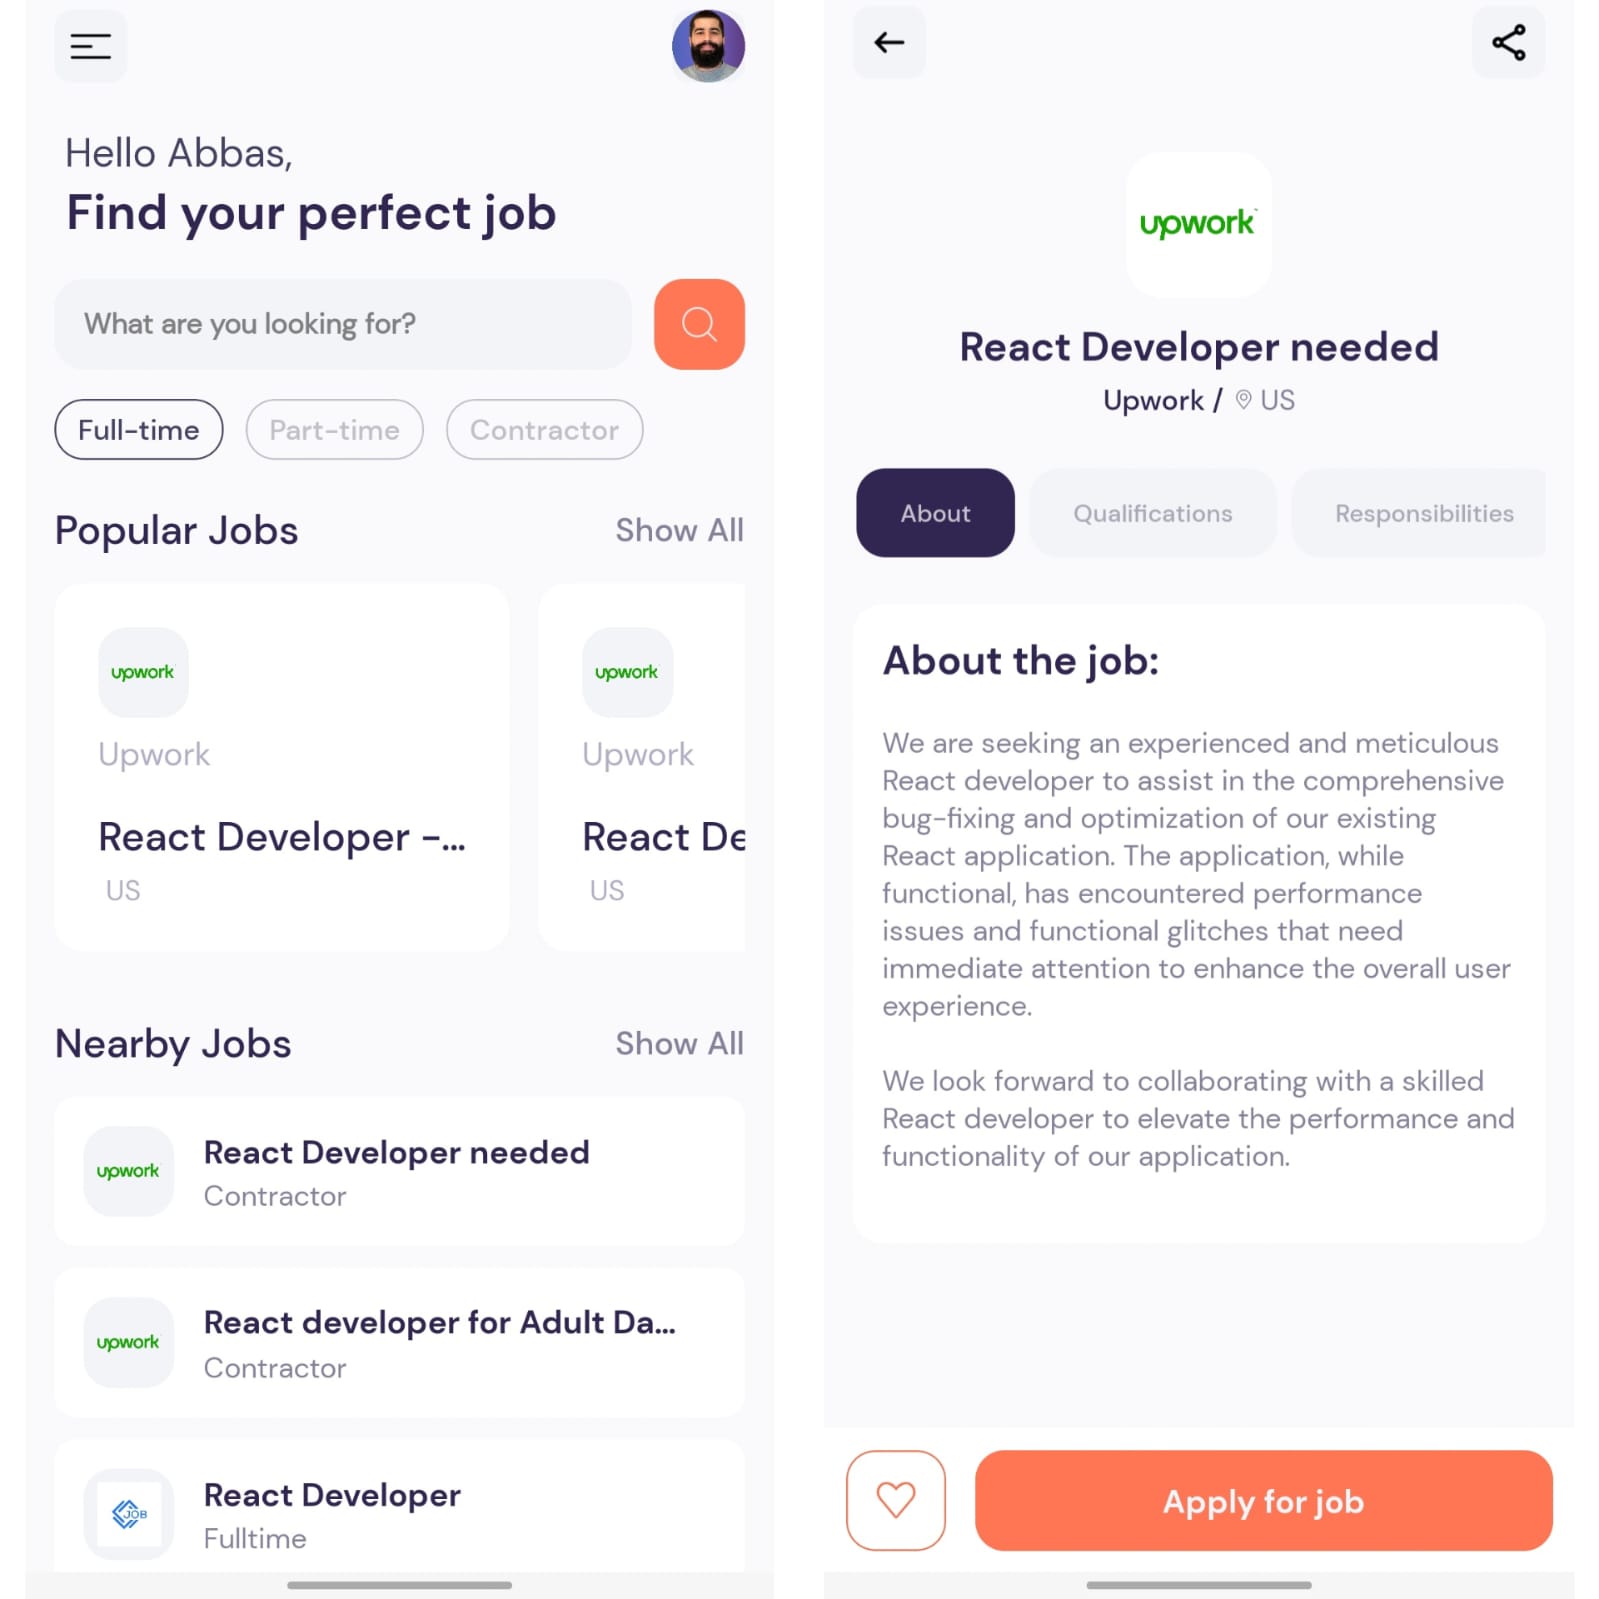 Hello Abbas,
Find your perfect job
What are you looking for?
Full-time
Part-time
Contractor
Popular Jobs
Show All
upwork
Upwork
React Developer -...
US
upwork
Upwork
React De
US
Nearby Jobs
Show All
upwork
React Developer needed
Contractor
upwork
React developer for Adult Da...
Contractor
JOB
React Developer
Fulltime
upwork
React Developer needed
Upwork / US
About
Qualifications
Responsibilities
About the job:
We are seeking an experienced and meticulous
React developer to assist in the comprehensive
bug-fixing and optimization of our existing
React application. The application, while
functional, has encountered performance
issues and functional glitches that need
immediate attention to enhance the overall user
experience.
We look forward to collaborating with a skilled
React developer to elevate the performance and
functionality of our application.
Apply for job